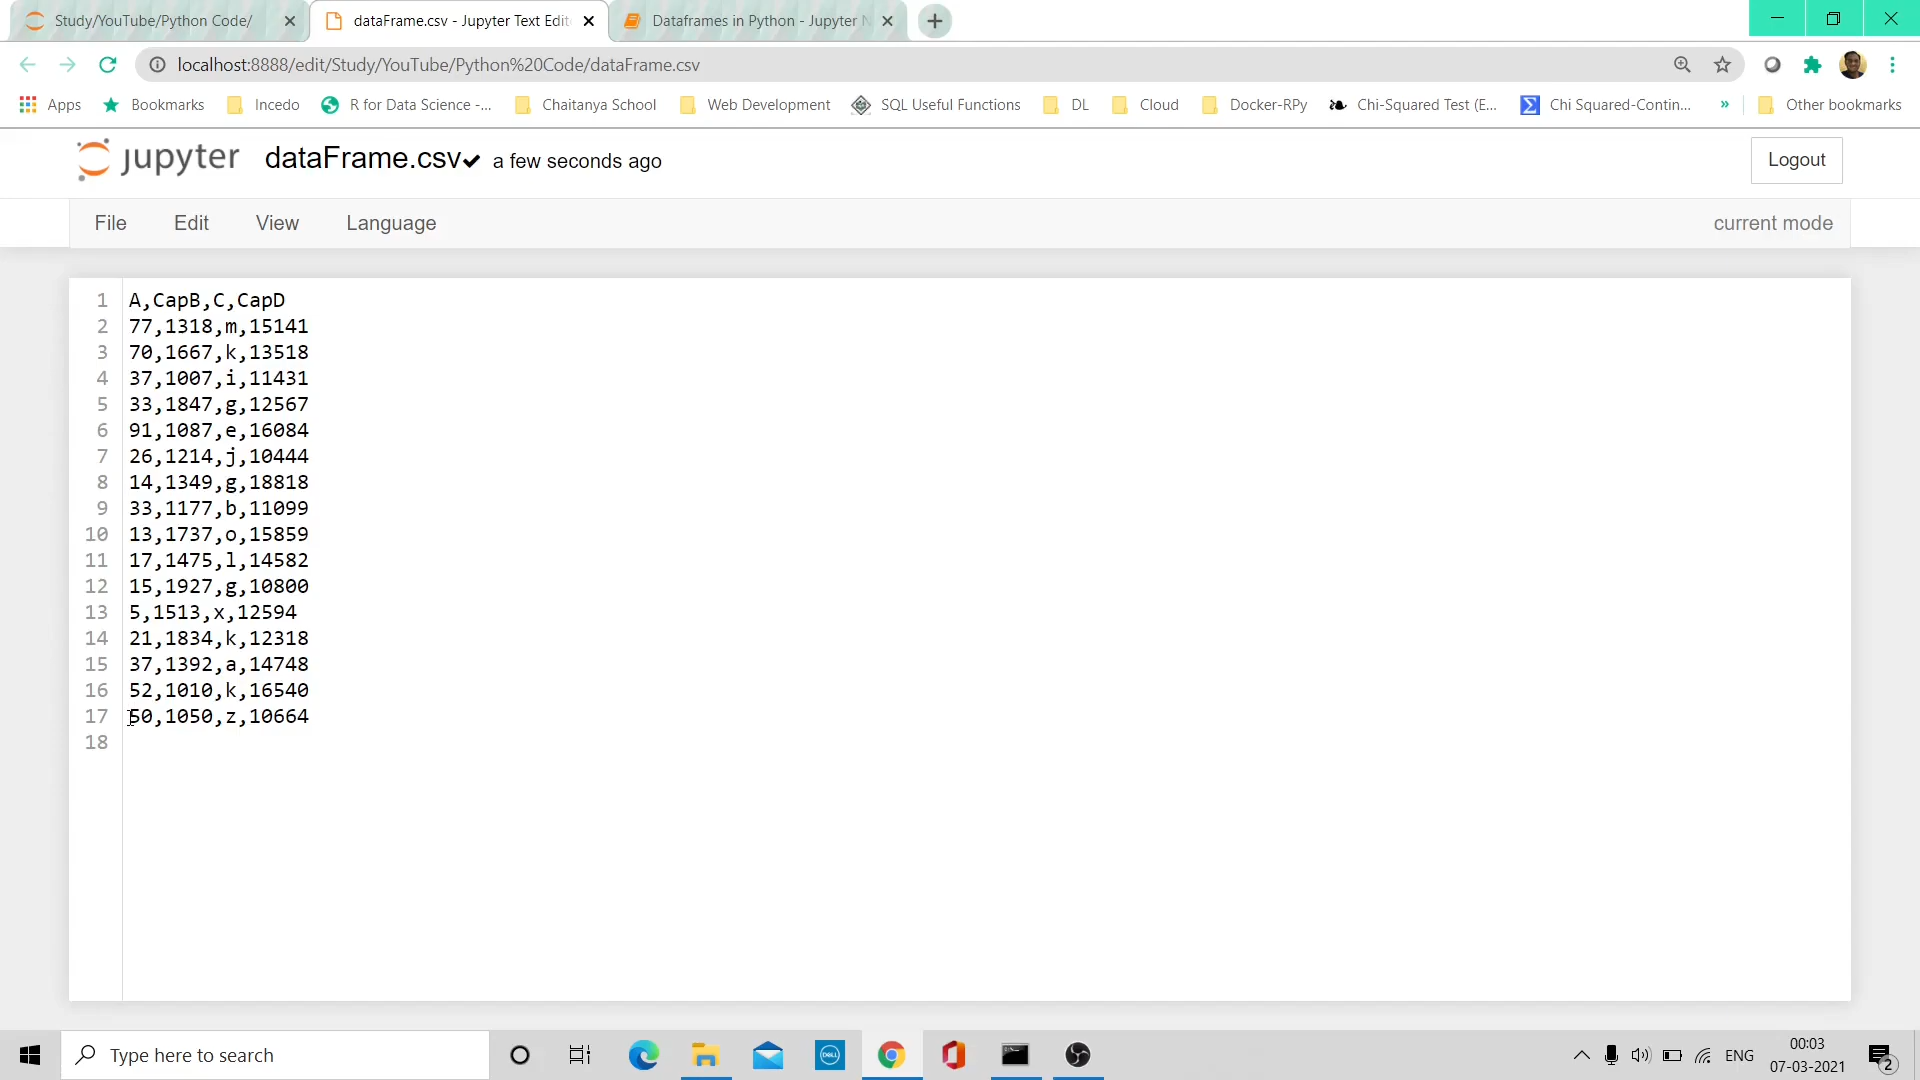 Study/YouTube/Python Code/
dataFrame.csv - Jupyter Text Edit
Dataframes in Python - Jupyter N
localhost:8888/edit/Study/YouTube/Python%20Code/dataFrame.csv
Apps Bookmarks Incedo R for Data Science -... Chaitanya School Web Development SQL Useful Functions DL Cloud Docker-RPy Chi-Squared Test (E... Chi Squared-Contin... » Other bookmarks
jupyter dataFrame.csv a few seconds ago Logout
File Edit View Language current mode
1 A,CapB,C,CapD
2 77,1318,m,15141
3 70,1667,k,13518
4 37,1007,i,11431
5 33,1847,g,12567
6 91,1087,e,16084
7 26,1214,j,10444
8 14,1349,g,18818
9 33,1177,b,11099
10 13,1737,o,15859
11 17,1475,l,14582
12 15,1927,g,10800
13 5,1513,x,12594
14 21,1834,k,12318
15 37,1392,a,14748
16 52,1010,k,16540
17 50,1050,z,10664
18
Type here to search
DELL
ENG
00:03
07-03-2021
2